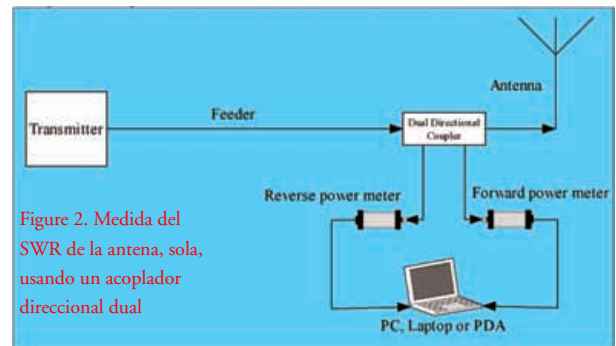 Antenna
Feeder
Transmitter
Dual Directional
Coupler
Reverse power meter
Forward power meter
Figure 2. Medida del
SWR de la antena, sola,
usando un acoplador
direccional dual
PC, Laptop or PDA